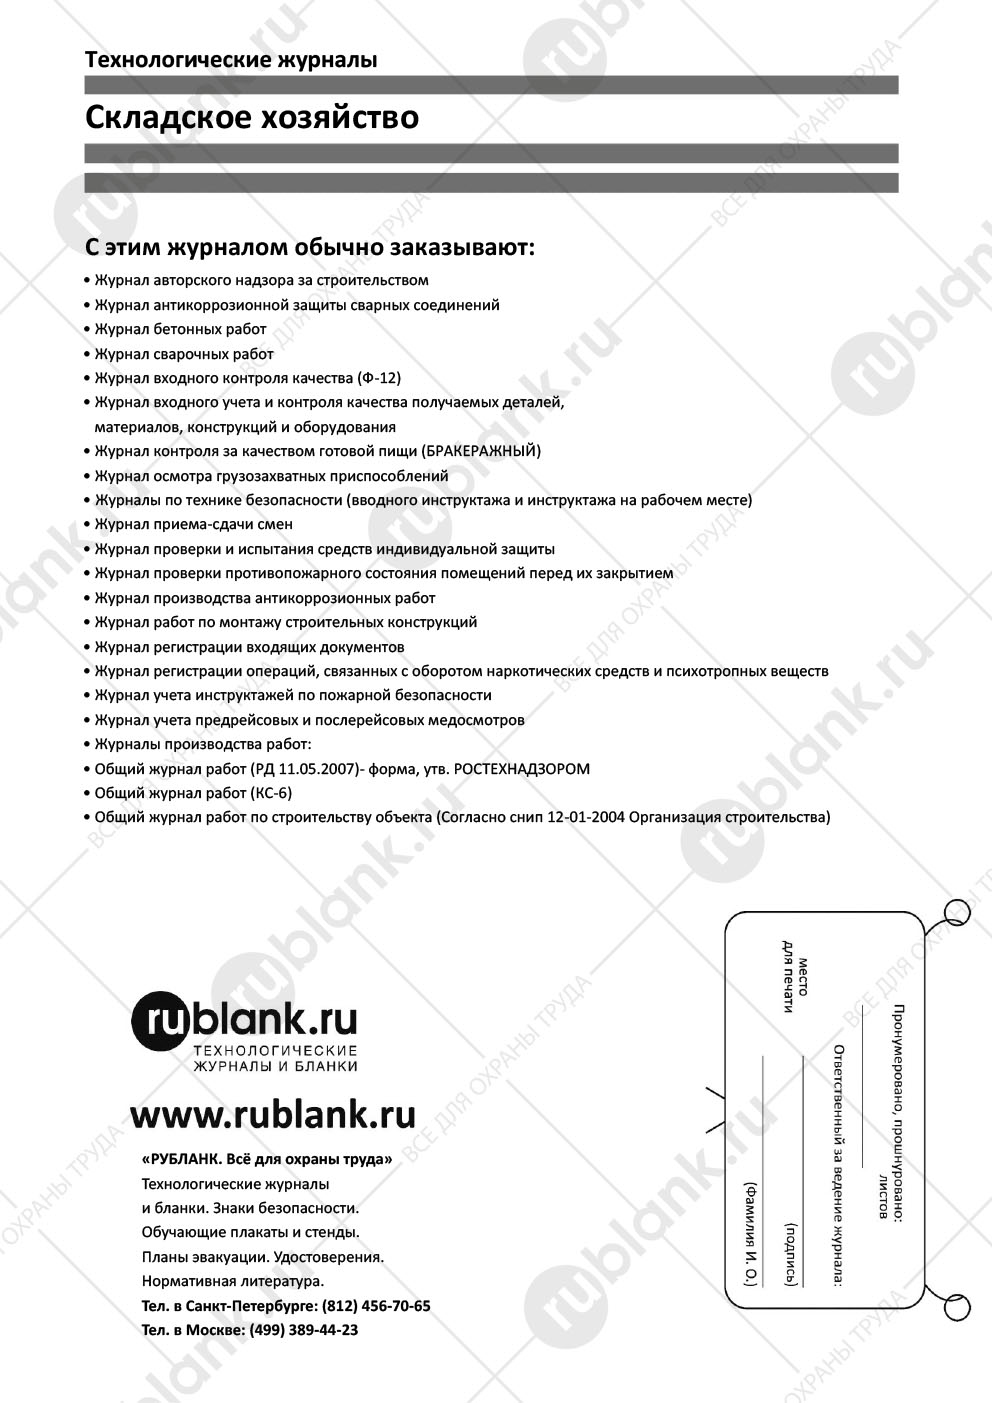 Технологические журналы
Складское хозяйство
С этим журналом обычно заказывают:
• Журнал авторского надзора за строительством
• Журнал антикоррозионной защиты сварных соединений
• Журнал бетонных работ
• Журнал сварочных работ
• Журнал входного контроля качества (Ф-12)
• Журнал входного учета и контроля качества получаемых деталей,
материалов, конструкций и оборудования
• Журнал контроля за качеством готовой пищи (БРАКЕРАЖНЫЙ)
• Журнал осмотра грузозахватных приспособлений
• Журналы по технике безопасности (вводного инструктажа и инструктажа на рабочем месте)
• Журнал приема-сдачи смен
• Журнал проверки и испытания средств индивидуальной защиты
• Журнал проверки противопожарного состояния помещений перед их закрытием
• Журнал производства антикоррозионных работ
• Журнал работ по монтажу строительных конструкций
• Журнал регистрации входящих документов
• Журнал регистрации операций, связанных с оборотом наркотических средств и психотропных веществ
• Журнал учета инструктажей по пожарной безопасности
• Журнал учета предрейсовых и послерейсовых медосмотров
• Журналы производства работ:
• Общий журнал работ (РД 11.05.2007)- форма, утв. РОСТЕХНАДЗОРОМ
• Общий журнал работ (КС-6)
• Общий журнал работ по строительству объекта (Согласно снип 12-01-2004 Организация строительства)
rublank.ru
ТЕХНОЛОГИЧЕСКИЕ
ЖУРНАЛЫ И БЛАНКИ
www.rublank.ru
«РУБЛАНК. Всё для охраны труда»
Технологические журналы
и бланки. Знаки безопасности.
Обучающие плакаты и стенды.
Планы эвакуации. Удостоверения.
Нормативная литература.
Тел. в Санкт-Петербурге: (812) 456-70-65
Тел. в Москве: (499) 389-44-23
Пронумеровано, прошнуровано:
листов
Ответственный за ведение журнала:
место
для печати
(подпись)
(Фамилия И. О.)
rublank.ru
ВСЕ ДЛЯ ОХРАНЫ ТРУДА